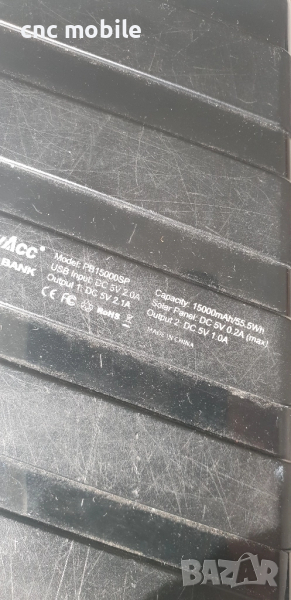 cnc mobile
Acc®
BANK
Model: PB15000SP
USB Input: DC 5V 2.0A
Output 1: DC 5V 2.1A
CE FC RoHS
Capacity: 15000mAh/55.5Wh
Solar Panel: DC 5V 0.2A (max)
Output 2: DC 5V 1.0A
MADE IN CHINA
BAZAR